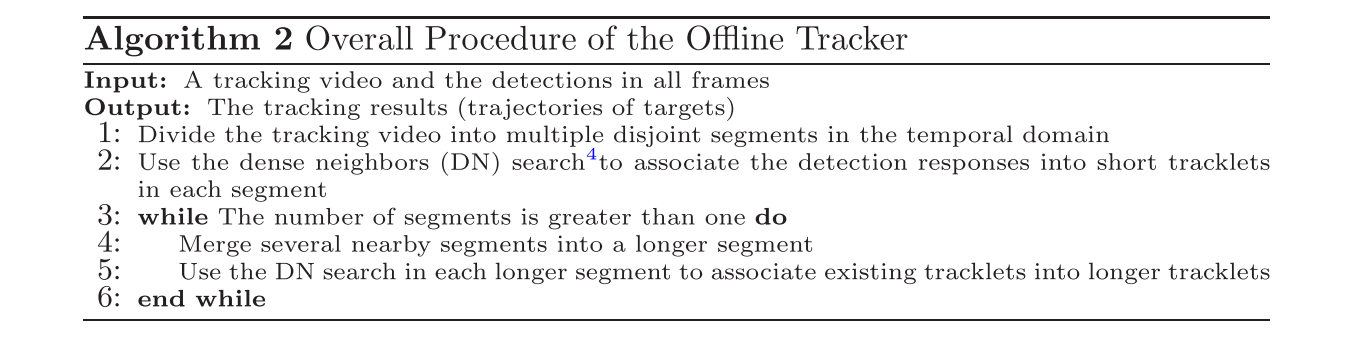 Algorithm 2 Overall Procedure of the Offline Tracker
Input: A tracking video and the detections in all frames
Output: The tracking results (trajectories of targets)
1: Divide the tracking video into multiple disjoint segments in the temporal domain
2: Use the dense neighbors (DN) search4to associate the detection responses into short tracklets
in each segment
3: while The number of segments is greater than one do
4: Merge several nearby segments into a longer segment
5: Use the DN search in each longer segment to associate existing tracklets into longer tracklets
6: end while